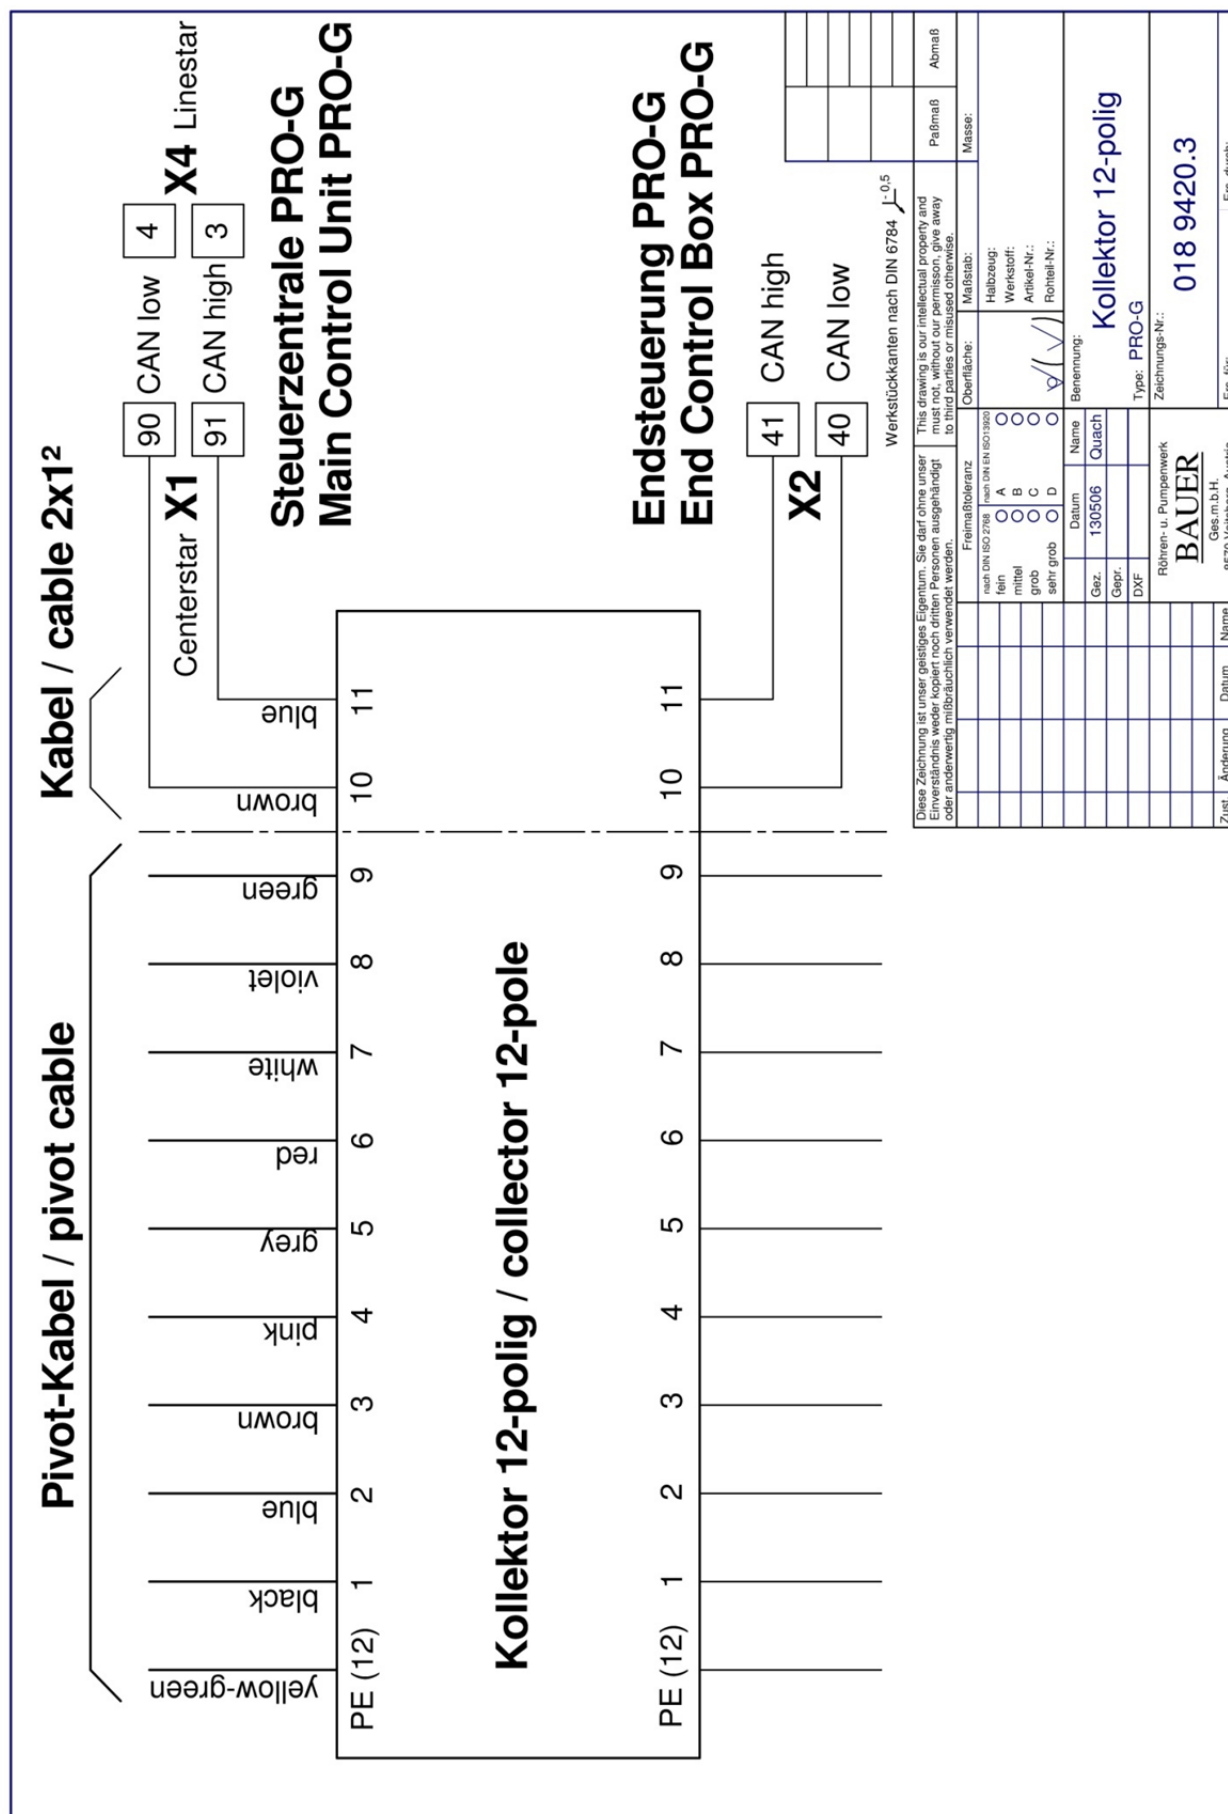 Pivot-Kabel / pivot cable
Kabel / cable 2x1²
yellow-green
black
blue
brown
pink
grey
red
white
violet
green
brown
blue
90 CAN low 4
Centerstar X1
X4 Linestar
91 CAN high 3
Steuerzentrale PRO-G
Main Control Unit PRO-G
PE (12) 1 2 3 4 5 6 7 8 9 10 11
Kollektor 12-polig / collector 12-pole
PE (12) 1 2 3 4 5 6 7 8 9 10 11
Endsteuerung PRO-G
End Control Box PRO-G
41 CAN high
X2
40 CAN low
Werkstückkanten nach DIN 6784
-0,5
Diese Zeichnung ist unser geistiges Eigentum. Sie darf ohne unser
Einverständnis weder kopiert noch dritten Personen ausgehändigt
oder anderwertig mißbräuchlich verwendet werden.
This drawing is our intellectual property and
must not, without our permisson, give away
to third parties or misused otherwise.
Paßmaß
Abmaß
Freimaßtoleranz
nach DIN ISO 2768
nach DIN EN ISO13920
fein A
mittel B
grob C
sehr grob D
Oberfläche:
Maßstab:
Masse:
Halbzeug:
Werkstoff:
Artikel-Nr.:
Rohteil-Nr.:
Datum
Name
Gez. 130506 Quach
Gepr.
DXF
Benennung:
Kollektor 12-polig
Type: PRO-G
Röhren- u. Pumpenwerk
BAUER
Ges.m.b.H.
Zeichnungs-Nr.:
018 9420.3
Zust. Änderung Datum Name